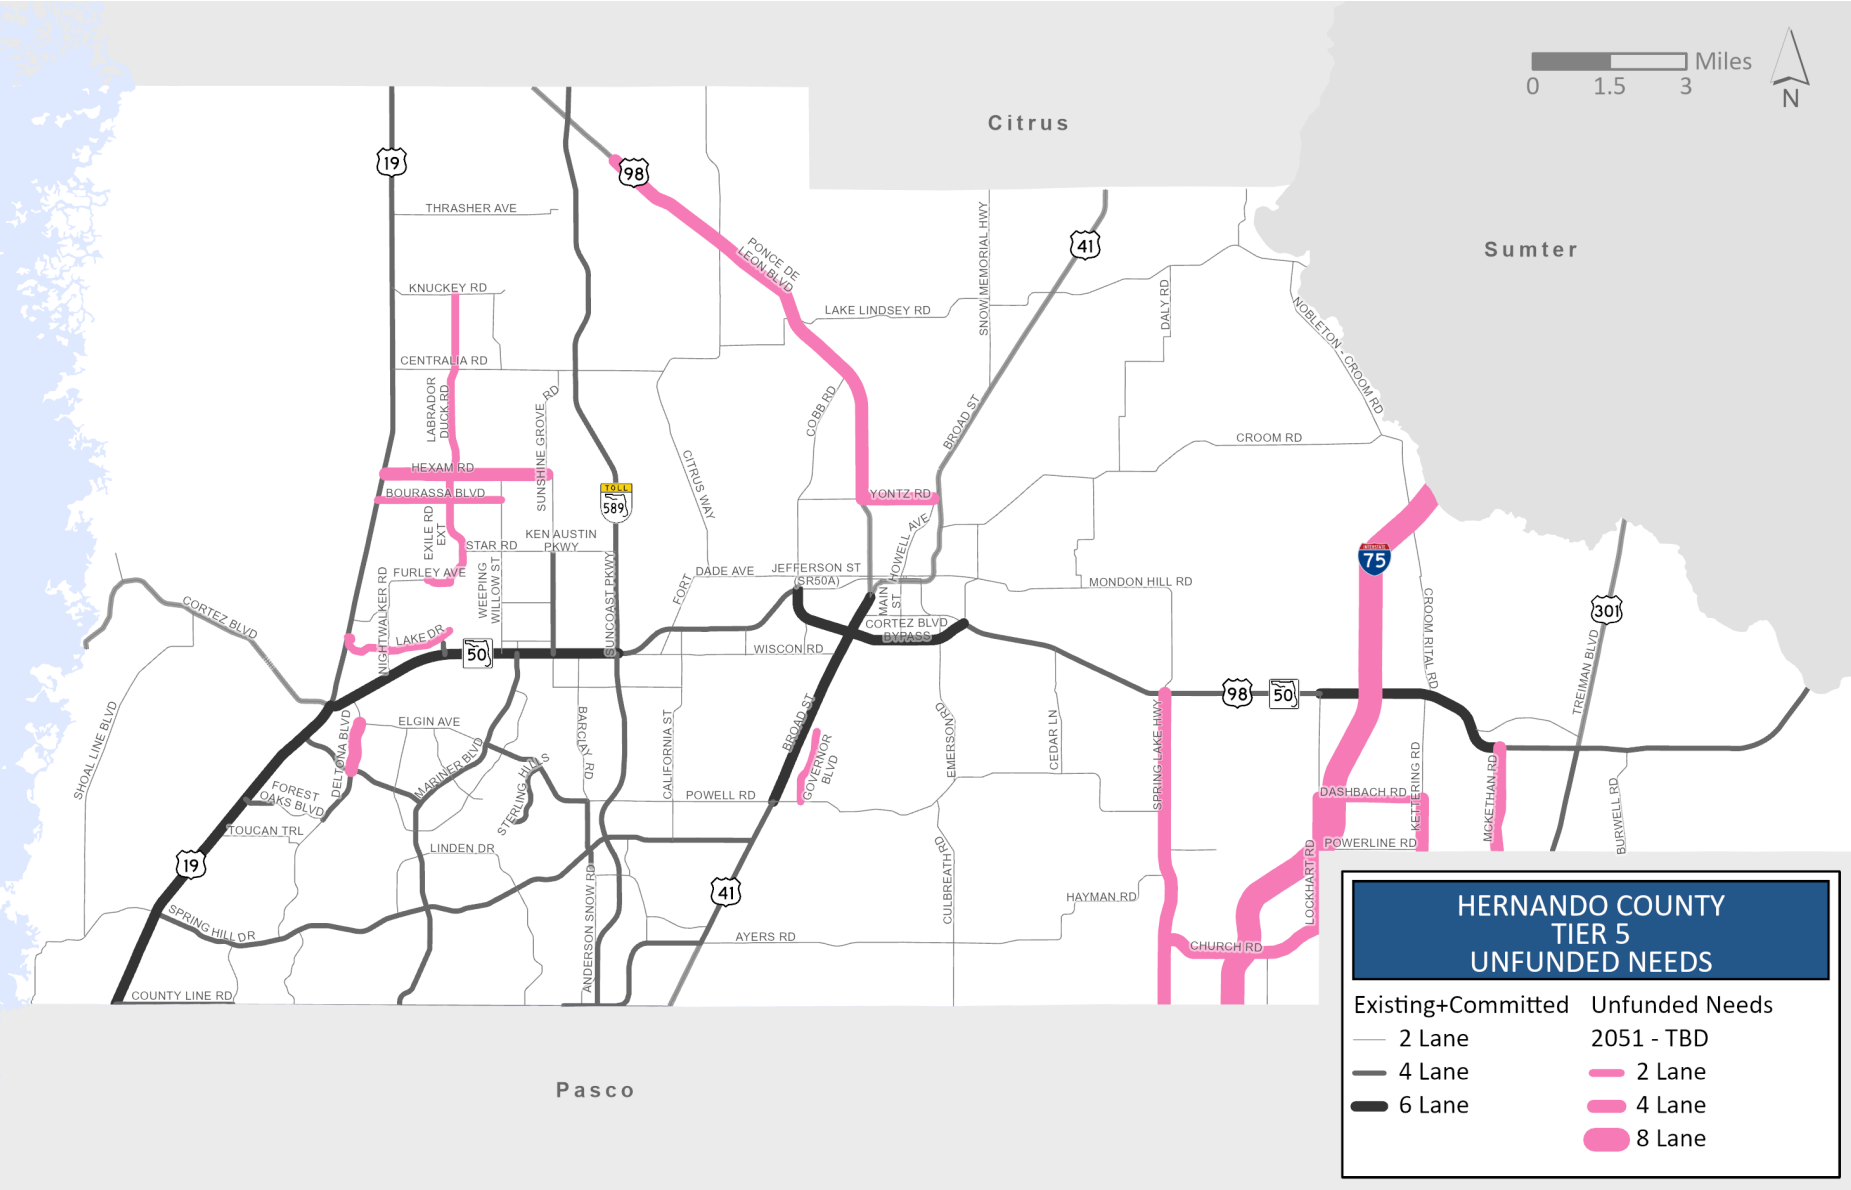 Miles
0 1.5 3
N
Citrus
Sumter
Pasco
19
98
41
THRASHER AVE
PONCE DE
LEON BLVD
SNOW MEMORIAL HWY
KNUCKEY RD
LAKE LINDSEY RD
DALY RD
NOBLETON - CROOM RD
CENTRALIA RD
LABRADOR
DUCK RD
SUNSHINE GROVE RD
COBB RD
BROAD ST
CROOM RD
HEXAM RD
BOURASSA BLVD
CITRUS WAY
YONTZ RD
TOLL
589
EXILE RD
EXT
KEN AUSTIN
PKWY
STAR RD
HOWELL AVE
INTERSTATE
75
FURLEY AVE
WEEPING
WILLOW ST
SUNCOAST PKWY
FORT
DADE AVE
JEFFERSON ST
(SR50A)
MAIN
ST
MONDON HILL RD
CROOM RITAL RD
301
CORTEZ BLVD
NIGHTWALKER RD
LAKE DR
50
WISCON RD
CORTEZ BLVD
BYPASS
TREIMAN BLVD
98
50
SHOAL LINE BLVD
DELTONA BLVD
ELGIN AVE
MARINER BLVD
BARCLAY RD
CALIFORNIA ST
BROAD ST
GOVERNOR
BLVD
EMERSON RD
CEDAR LN
SPRING LAKE HWY
FOREST
OAKS BLVD
STERLING HILLS
POWELL RD
DASHBACH RD
KETTERING RD
MCKETHAN RD
BURWELL RD
TOUCAN TRL
LINDEN DR
POWERLINE RD
19
41
ANDERSON SNOW RD
CULBREATH RD
HAYMAN RD
LOCKHART RD
SPRING HILL DR
AYERS RD
CHURCH RD
COUNTY LINE RD
HERNANDO COUNTY
TIER 5
UNFUNDED NEEDS
Existing+Committed
2 Lane
4 Lane
6 Lane
Unfunded Needs
2051 - TBD
2 Lane
4 Lane
8 Lane